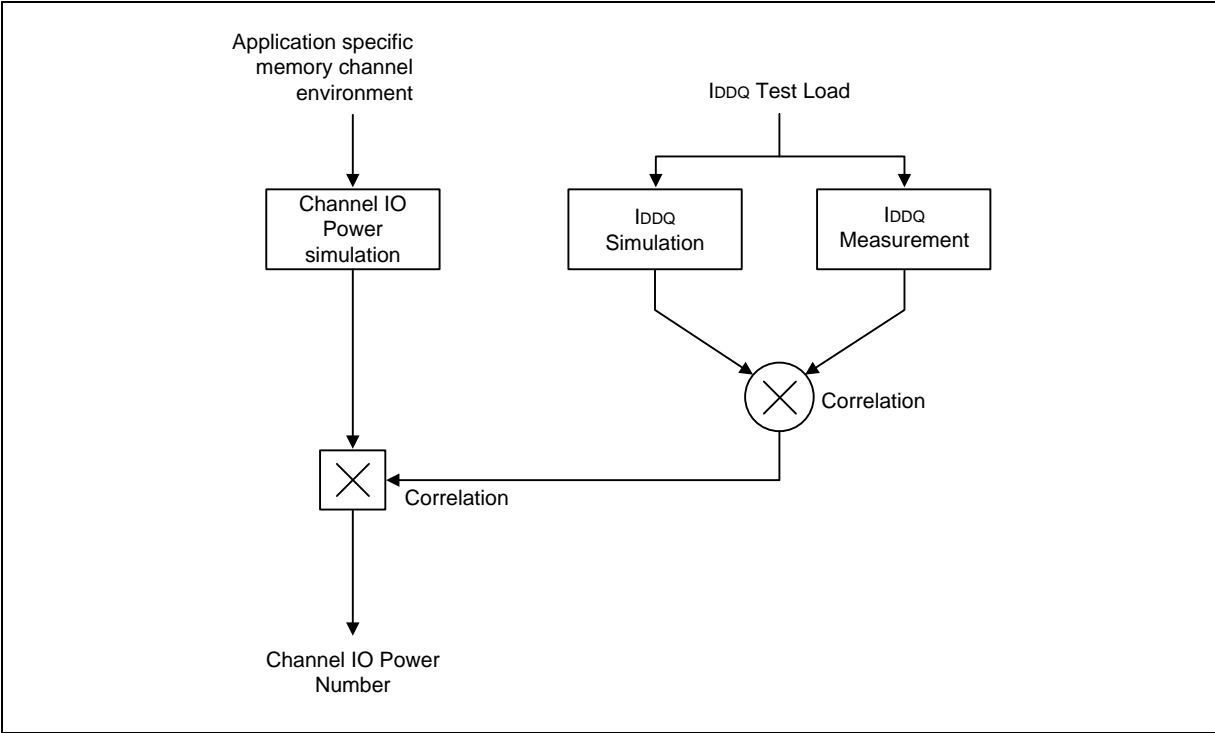 Application specific
memory channel
environment
IDDQ Test Load
Channel IO
Power
simulation
IDDQ
Simulation
IDDQ
Measurement
Correlation
Correlation
Channel IO Power
Number